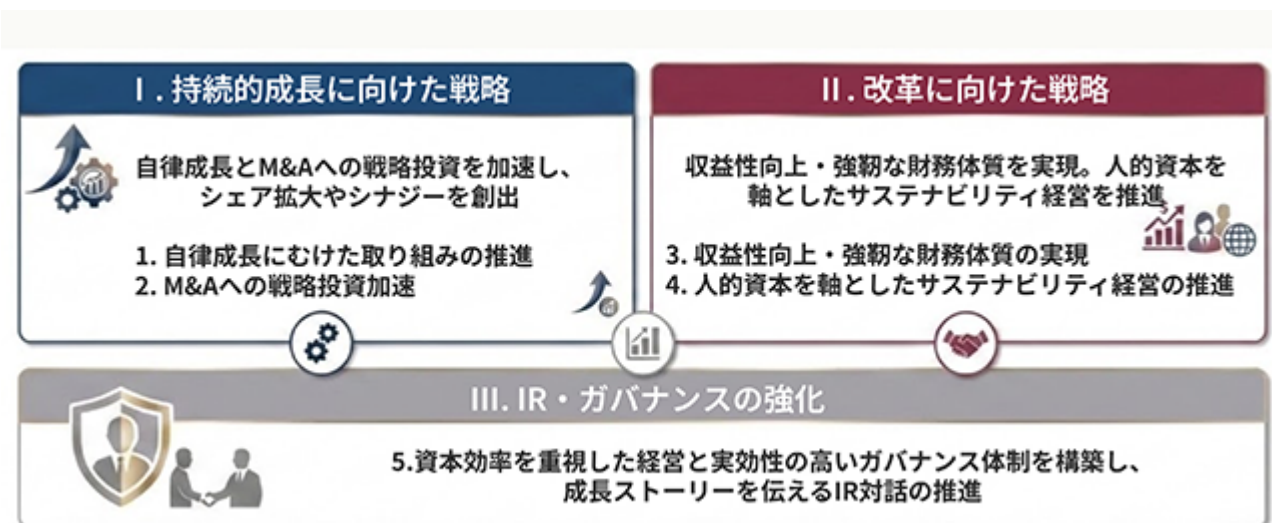 Ⅰ.持続的成長に向けた戦略
自律成長とM&Aへの戦略投資を加速し、
シェア拡大やシナジーを創出
1. 自律成長にむけた取り組みの推進
2. M&Aへの戦略投資加速
Ⅱ.改革に向けた戦略
収益性向上・強靭な財務体質を実現。人的資本を
軸としたサステナビリティ経営を推進
3. 収益性向上・強靭な財務体質の実現
4. 人的資本を軸としたサステナビリティ経営の推進
Ⅲ. IR・ガバナンスの強化
5.資本効率を重視した経営と実効性の高いガバナンス体制を構築し、
成長ストーリーを伝えるIR対話の推進